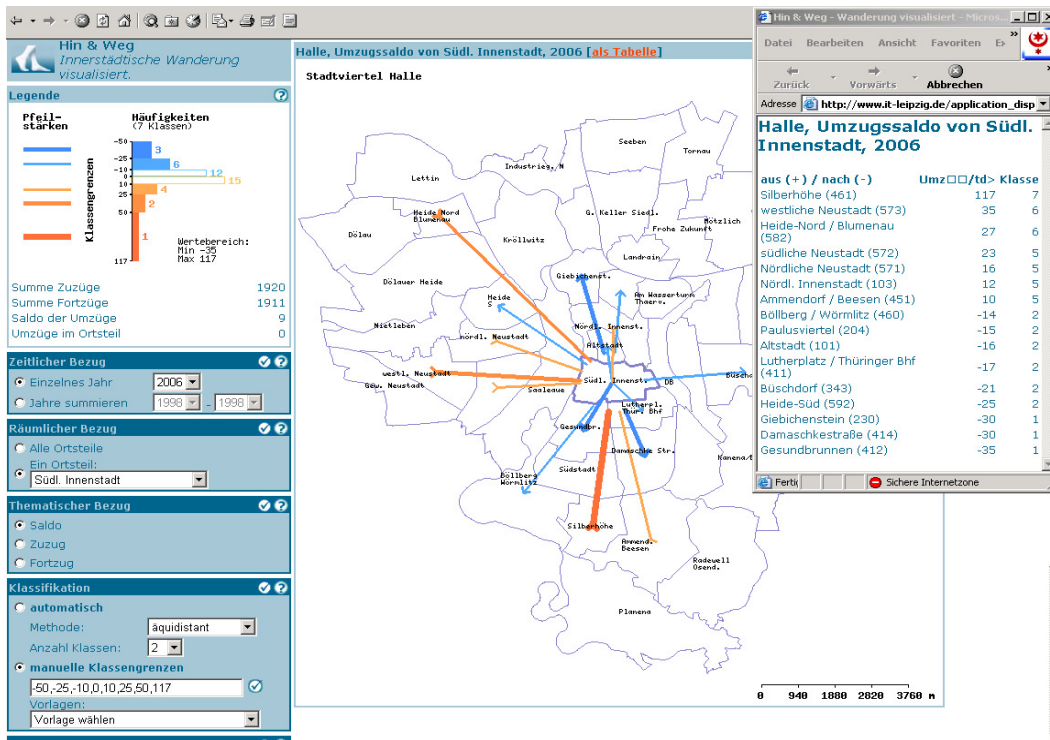 Hin & Weg
Innerstädtische Wanderung
visualisiert.
Legende
Pfeil-
stärken
Häufigkeiten
(7 Klassen)
Klassengrenzen
-50
-25
-10
0
10
25
50
117
3
6
12
15
4
2
1
Wertebereich:
Min -35
Max 117
Summe Zuzüge 1920
Summe Fortzüge 1911
Saldo der Umzüge 9
Umzüge im Ortsteil 0
Zeitlicher Bezug
Einzelnes Jahr 2006
Jahre summieren 1998 - 1998
Räumlicher Bezug
Alle Ortsteile
Ein Ortsteil:
Südl. Innenstadt
Thematischer Bezug
Saldo
Zuzug
Fortzug
Klassifikation
automatisch
Methode: äquidistant
Anzahl Klassen: 2
manuelle Klassengrenzen
-50,-25,-10,0,10,25,50,117
Vorlagen:
Vorlage wählen
Halle, Umzugssaldo von Südl. Innenstadt, 2006 [als Tabelle]
Stadtviertel Halle
Seeben
Tornau
Industrieg. N
Lettin
Heide Nord
Blumenau
G. Keller Siedl.
Mötzlich
Frohe Zukunft
Dölau
Kröllwitz
Landrain
Giebichenst.
Dölauer Heide
Heide
S
Am Wasserturm
Thaerv.
Nietleben
Nördl. Innenst.
nördl. Neustadt
Altstadt
westl. Neustadt
Gew. Neustadt
Südl. Innenst.
DB
Büscho
Saaleaue
Lutherpl.
Thür. Bhf
Gesundbr.
Damaschke Str.
Kanena/
Südstadt
Böllberg
Wörmlitz
Silberhöhe
Ammend.
Beesen
Radewell
Osend.
Planena
0 940 1880 2820 3760 m
Hin & Weg - Wanderung visualisiert - Micros...
Datei Bearbeiten Ansicht Favoriten E »
Zurück Vorwärts Abbrechen
Adresse http://www.it-leipzig.de/application_disp
Halle, Umzugssaldo von Südl.
Innenstadt, 2006
aus (+) / nach (-) Umz□□/td> Klasse
Silberhöhe (461) 117 7
westliche Neustadt (573) 35 6
Heide-Nord / Blumenau
(582) 27 6
südliche Neustadt (572) 23 5
Nördliche Neustadt (571) 16 5
Nördl. Innenstadt (103) 12 5
Ammendorf / Beesen (451) 10 5
Böllberg / Wörmlitz (460) -14 2
Paulusviertel (204) -15 2
Altstadt (101) -16 2
Lutherplatz / Thüringer Bhf
(411) -17 2
Büschdorf (343) -21 2
Heide-Süd (592) -25 2
Giebichenstein (230) -30 1
Damaschkestraße (414) -30 1
Gesundbrunnen (412) -35 1
Fertig
Sichere Internetzone